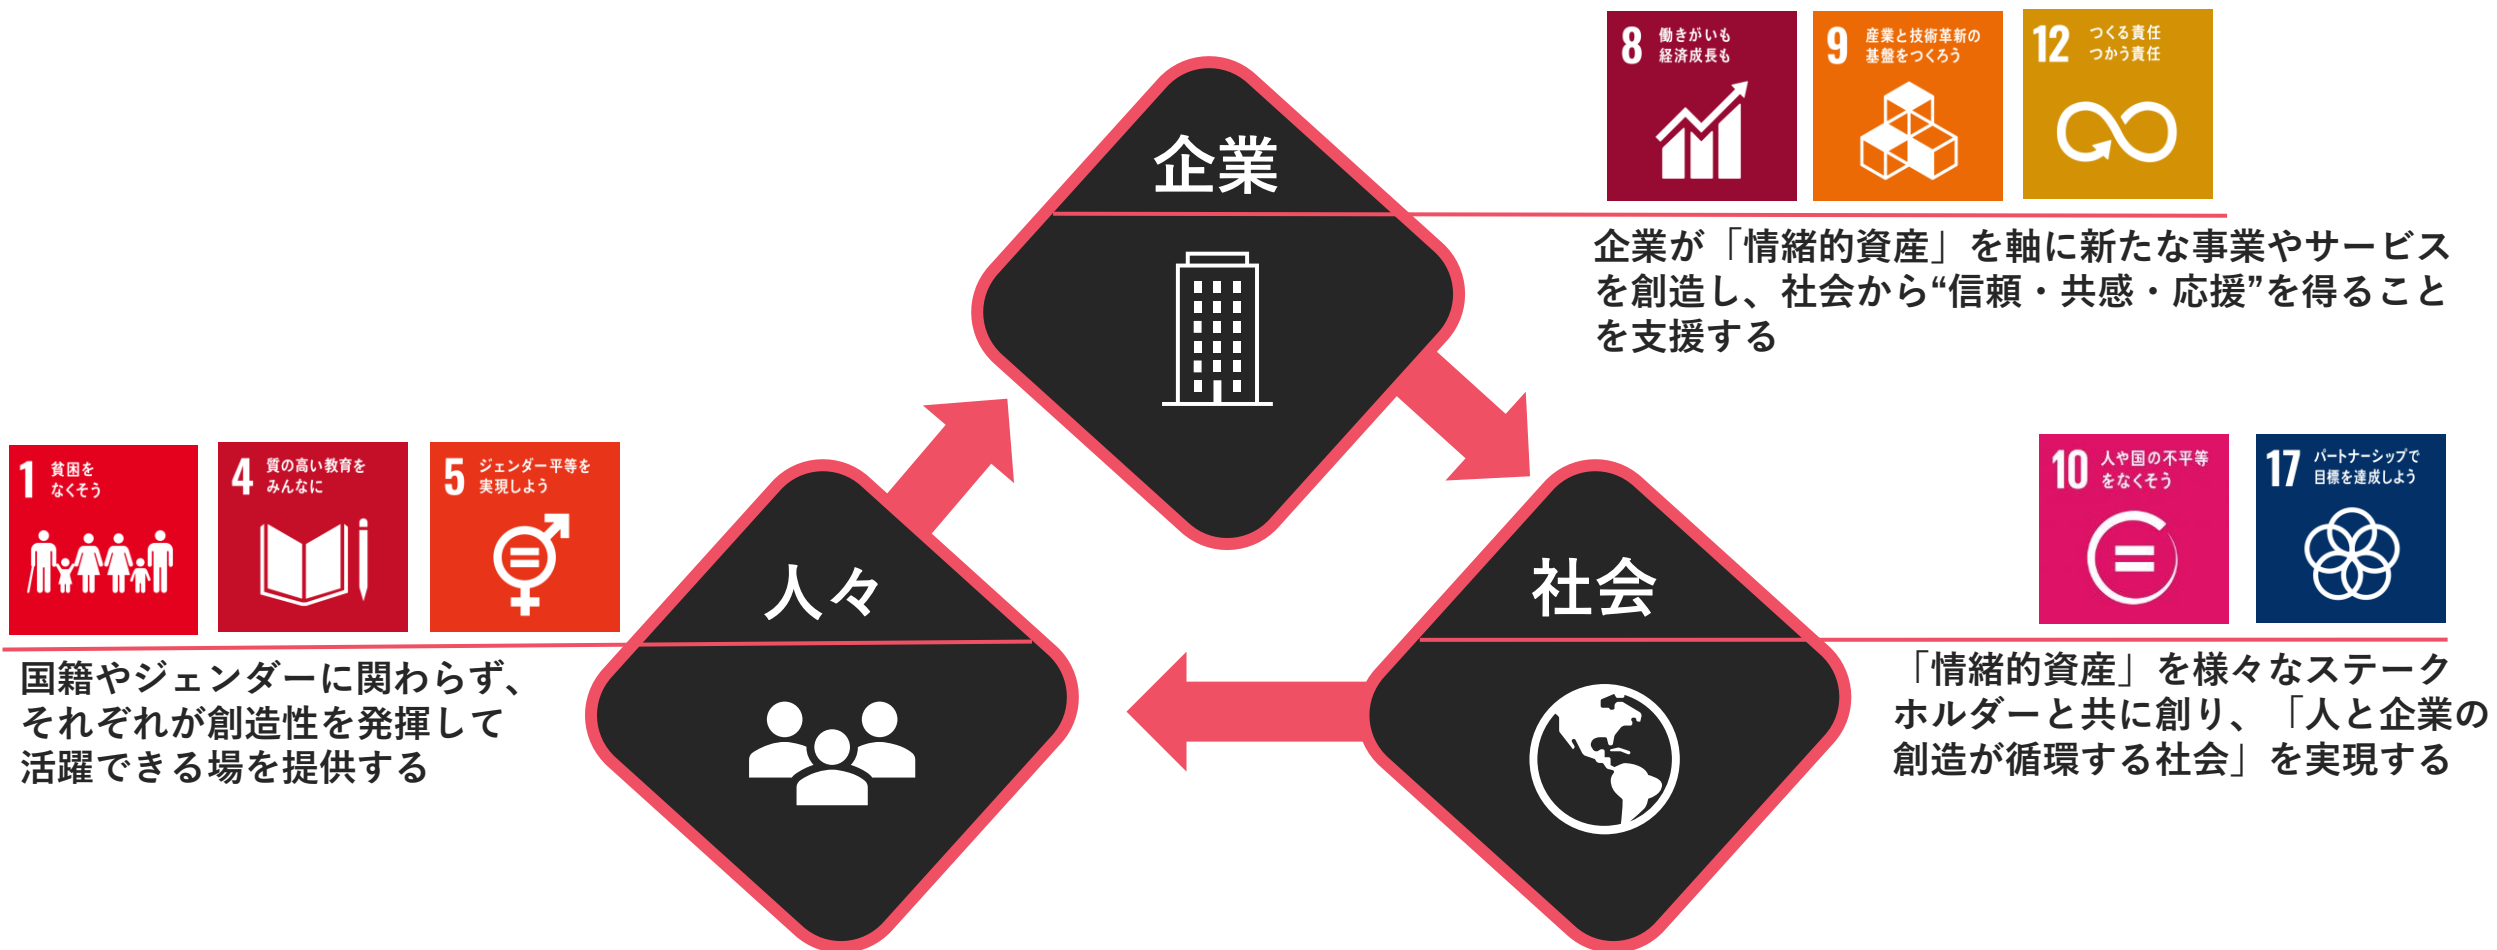 企業
8 働きがいも
経済成長も
9 産業と技術革新の
基盤をつくろう
12 つくる責任
つかう責任
企業が「情緒的資産」を軸に新たな事業やサービス
を創造し、社会から“信頼・共感・応援”を得ること
を支援する
1 貧困を
なくそう
4 質の高い教育を
みんなに
5 ジェンダー平等を
実現しよう
人々
国籍やジェンダーに関わらず、
それぞれが創造性を発揮して
活躍できる場を提供する
社会
10 人や国の不平等
をなくそう
17 パートナーシップで
目標を達成しよう
「情緒的資産」を様々なステーク
ホルダーと共に創り、「人と企業の
創造が循環する社会」を実現する